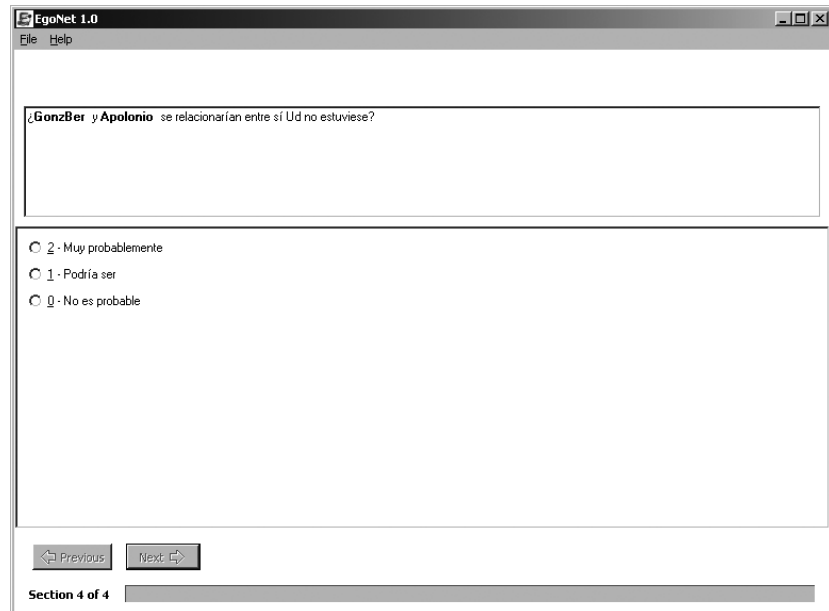 EgoNet 1.0
File Help
¿GonzBer y Apolonio se relacionarían entre sí Ud no estuviese?
2 - Muy probablemente
1 - Podría ser
0 - No es probable
Previous Next
Section 4 of 4